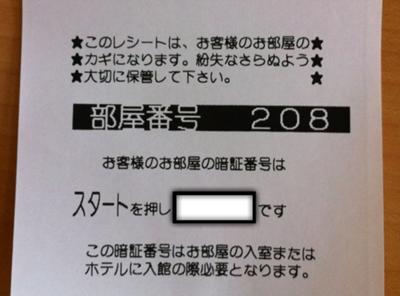 ★このレシートは、お客様のお部屋の★
★カギになります。紛失なさらぬよう★
★大切に保管して下さい。★
部屋番号 208
お客様のお部屋の暗証番号は
スタートを押し です
この暗証番号はお部屋の入室または
ホテルに入館の際必要となります。